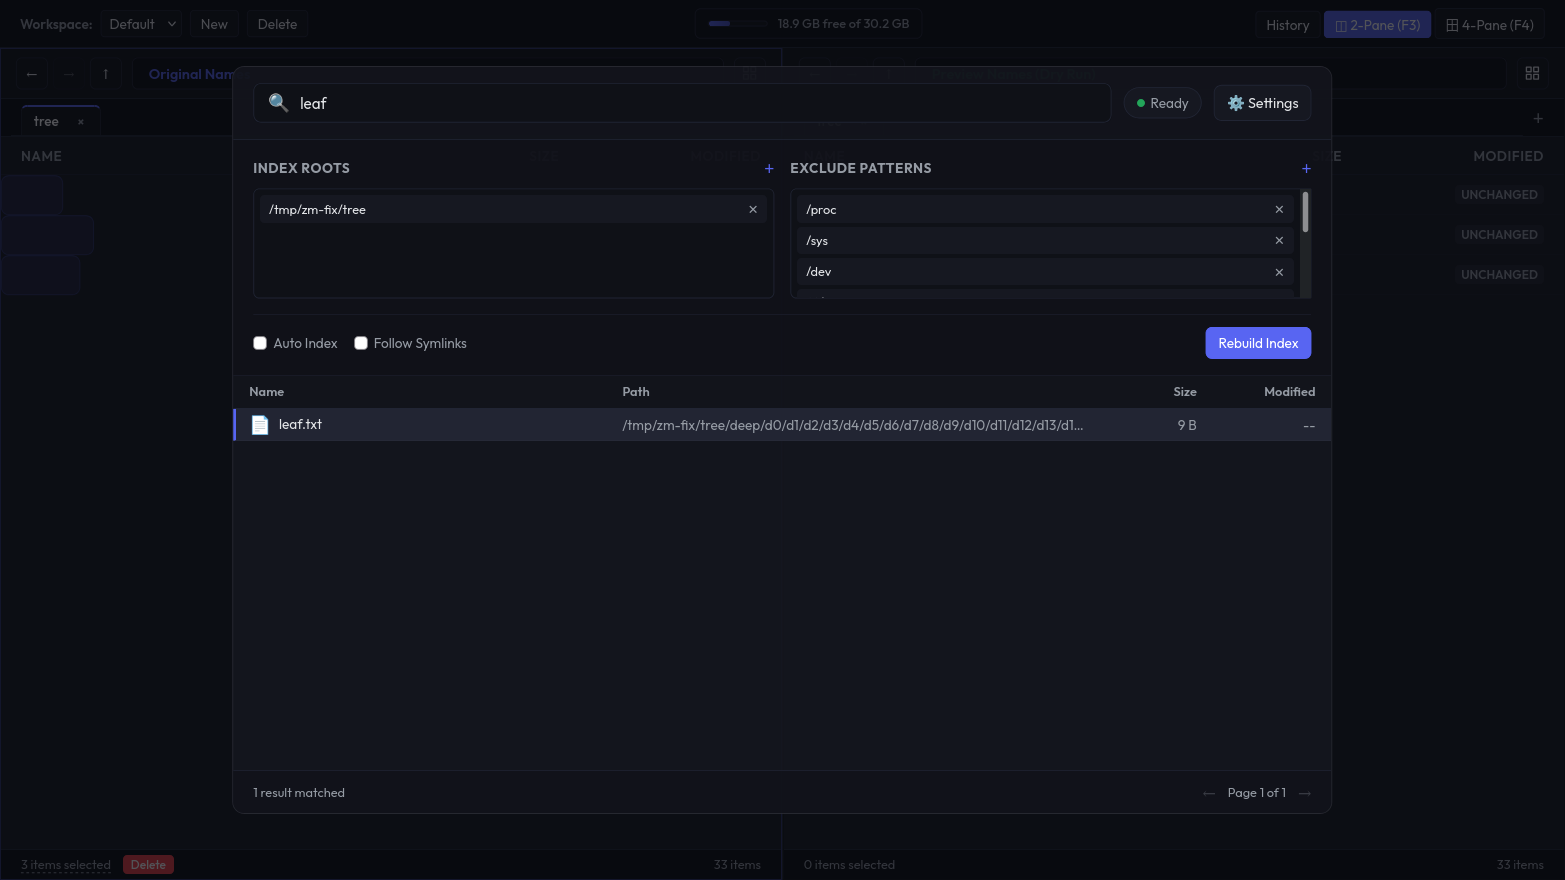 Workspace: Default New Delete 18.9 GB free of 30.2 GB History 2-Pane (F3) 4-Pane (F4)
← → ↑ Original Nam
leaf Ready Settings
tree × +
NAME SIZE MODIFIED MODIFIED
INDEX ROOTS + EXCLUDE PATTERNS +
/tmp/zm-fix/tree × /proc × UNCHANGED
/sys × UNCHANGED
/dev × UNCHANGED
Auto Index Follow Symlinks Rebuild Index
Name Path Size Modified
leaf.txt /tmp/zm-fix/tree/deep/d0/d1/d2/d3/d4/d5/d6/d7/d8/d9/d10/d11/d12/d13/d1... 9 B --
1 result matched ← Page 1 of 1 →
3 items selected Delete 33 items 0 items selected 33 items